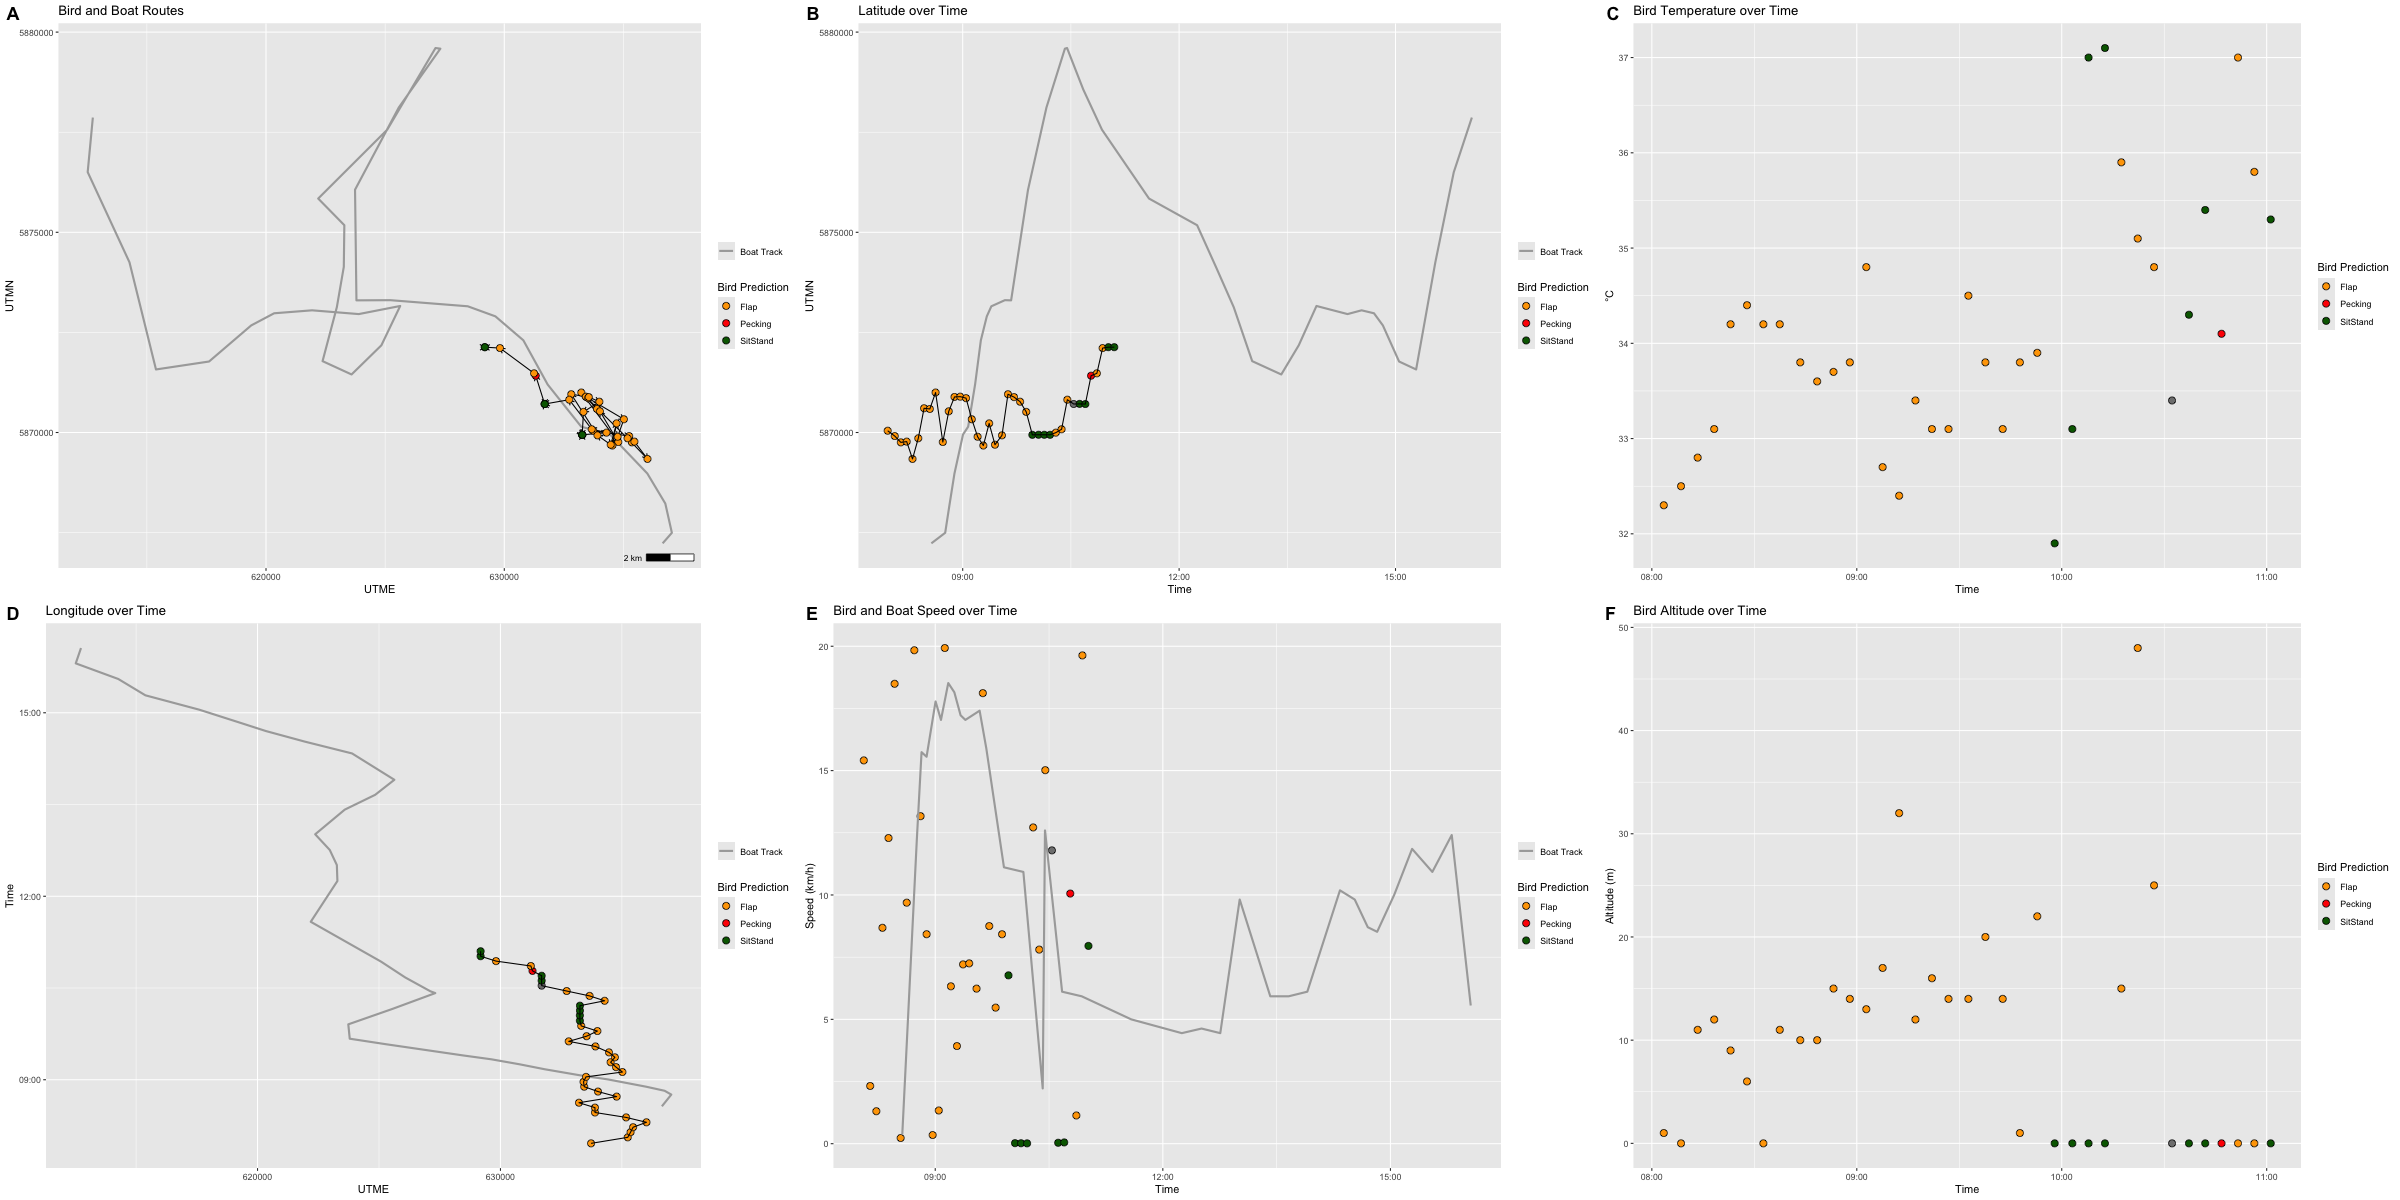 A Bird and Boat Routes
5880000
5875000
5870000
UTMN
620000
630000
UTME
2 km
Boat Track
Bird Prediction
Flap
Pecking
SitStand
B Latitude over Time
5880000
5875000
5870000
UTMN
09:00
12:00
15:00
Time
Boat Track
Bird Prediction
Flap
Pecking
SitStand
C Bird Temperature over Time
37
36
35
34
33
32
°C
08:00
09:00
10:00
11:00
Time
Bird Prediction
Flap
Pecking
SitStand
D Longitude over Time
15:00
12:00
09:00
Time
620000
630000
UTME
Boat Track
Bird Prediction
Flap
Pecking
SitStand
E Bird and Boat Speed over Time
20
15
10
5
0
Speed (km/h)
09:00
12:00
15:00
Time
Boat Track
Bird Prediction
Flap
Pecking
SitStand
F Bird Altitude over Time
50
40
30
20
10
0
Altitude (m)
08:00
09:00
10:00
11:00
Time
Bird Prediction
Flap
Pecking
SitStand